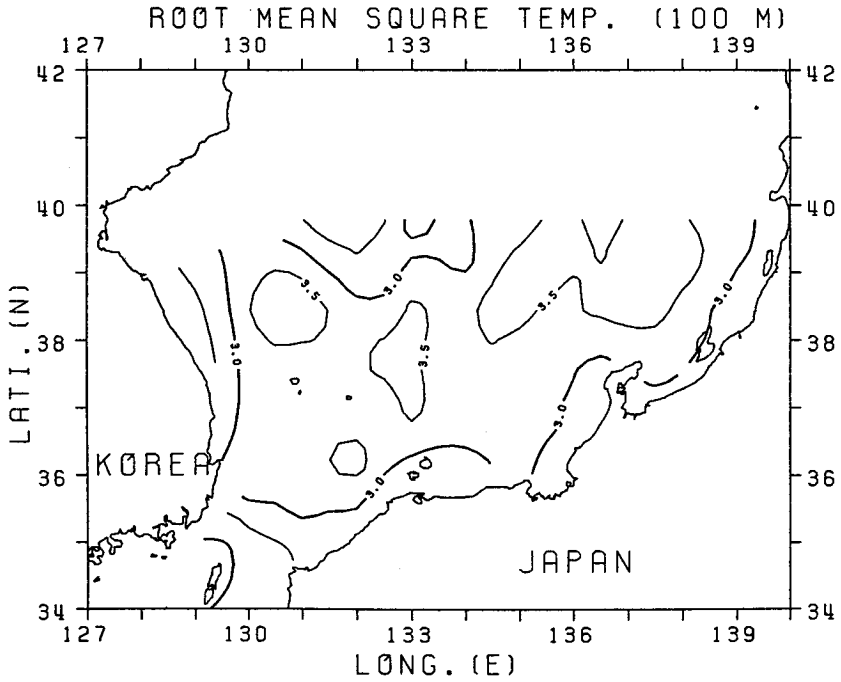 ROOT MEAN SQUARE TEMP. (100 M)
127 130 133 136 139
42 42
40 40
3.0
3.5 3.0 3.5 3.0
38 38
3.0 3.5
LATI. (N)
3.0
KOREA
36 36
3.0
JAPAN
34 34
127 130 133 136 139
LONG. (E)